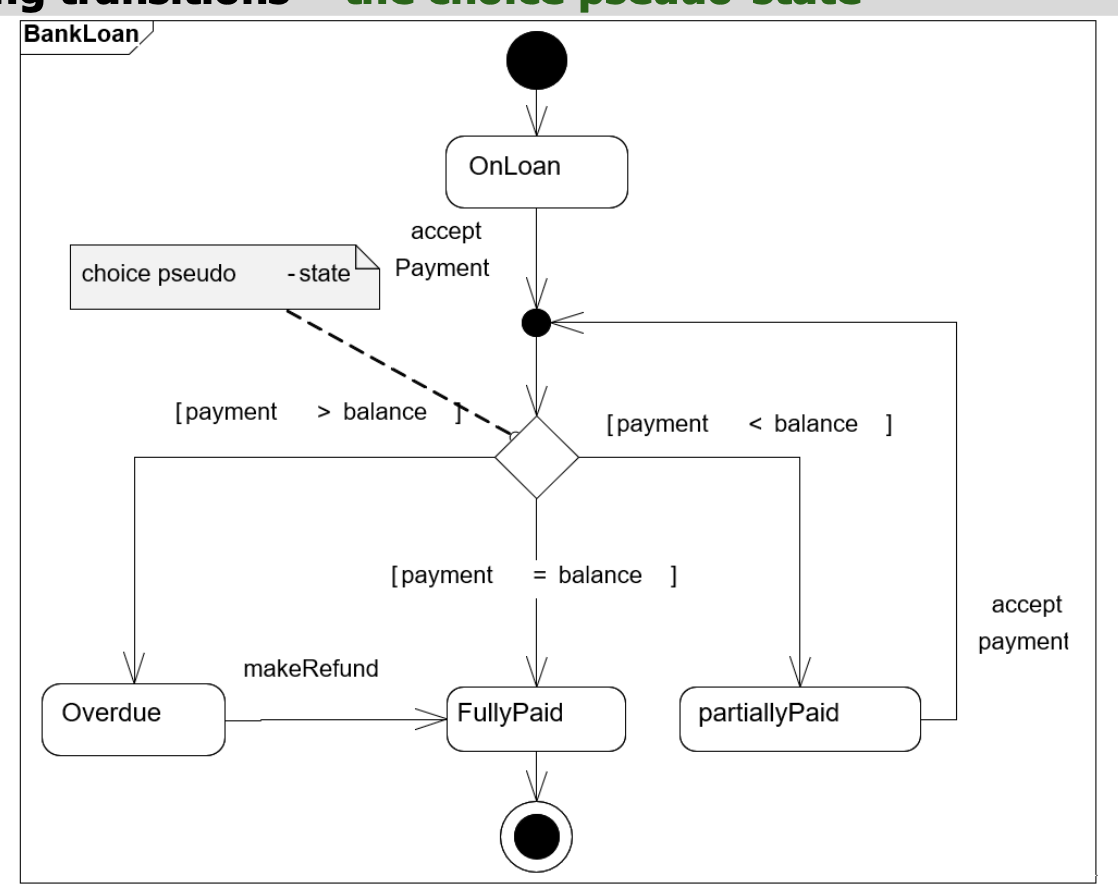 ng transitions – the choice pseudo-state
BankLoan
OnLoan
accept
Payment
choice pseudo -state
[payment > balance ]
[payment < balance ]
[payment = balance ]
accept
payment
makeRefund
Overdue
FullyPaid
partiallyPaid